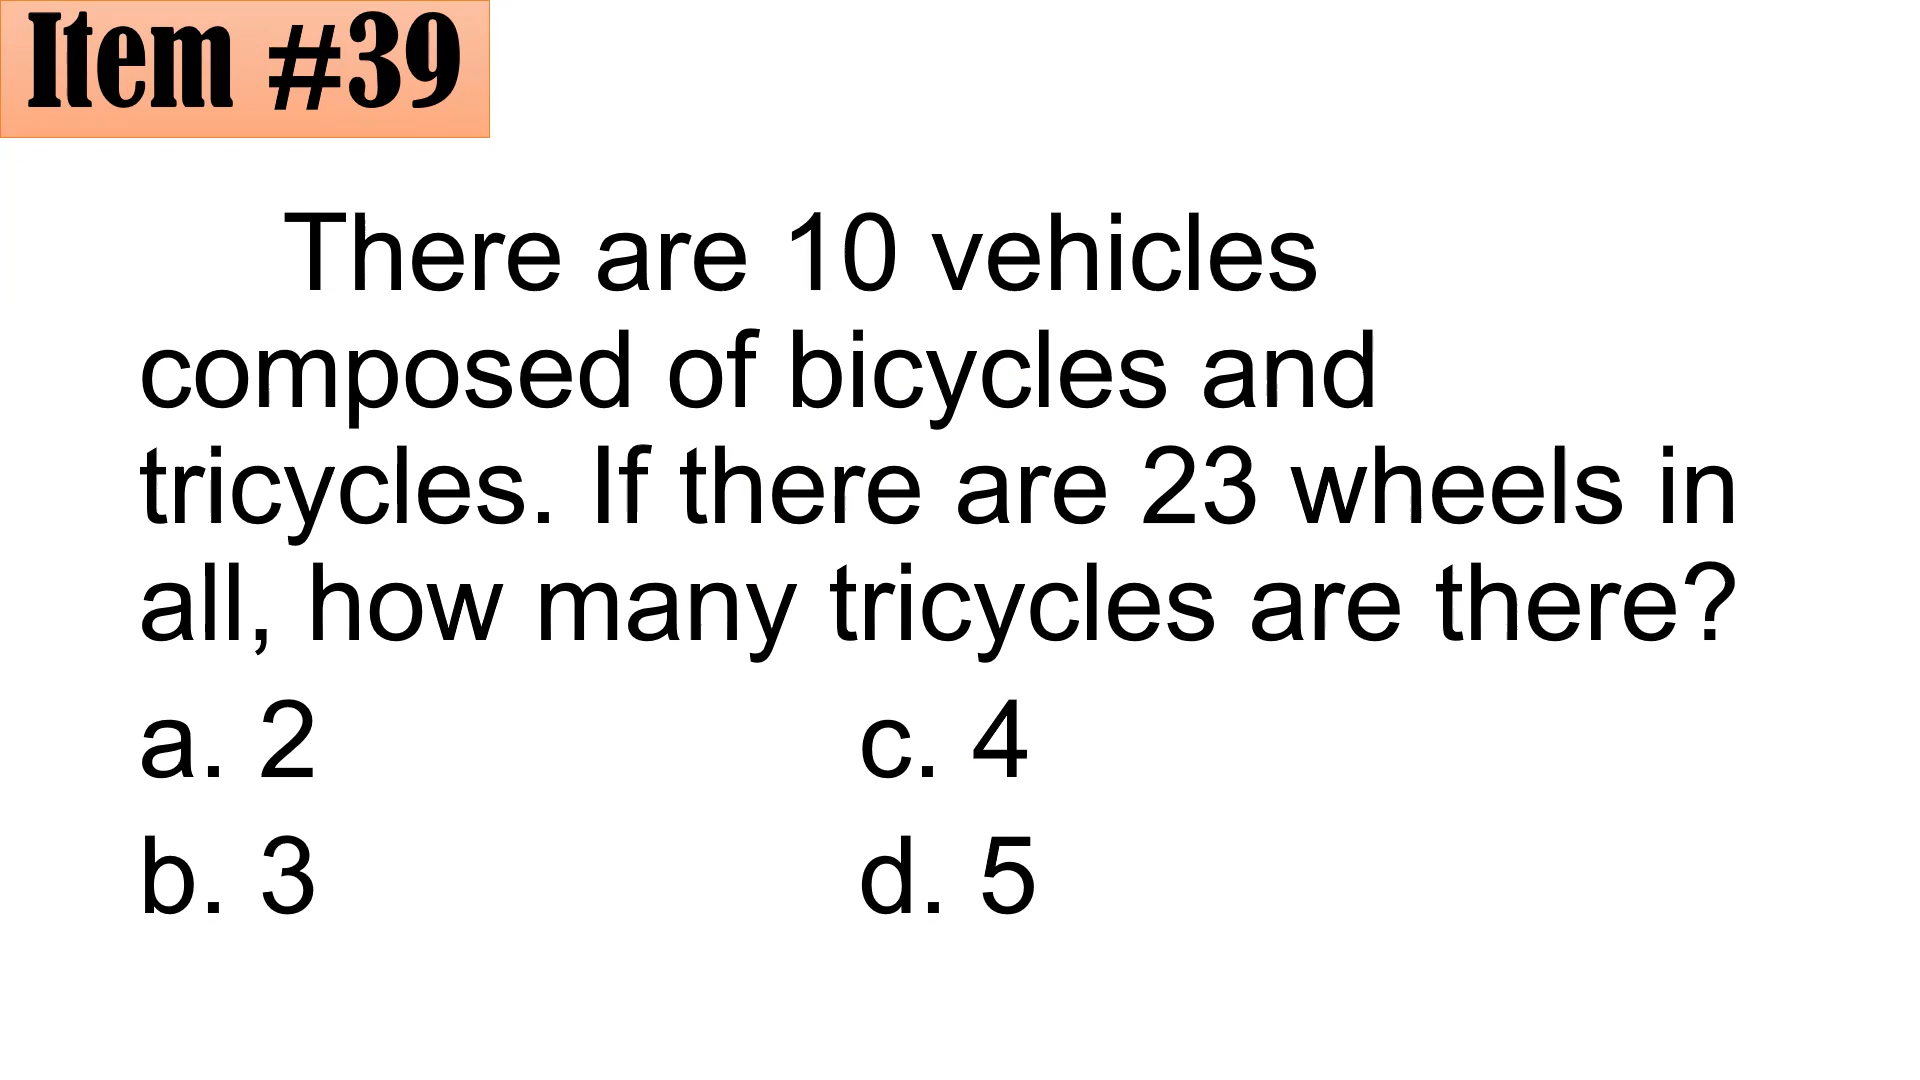 Item #39
There are 10 vehicles
composed of bicycles and
tricycles. If there are 23 wheels in
all, how many tricycles are there?
a. 2 c. 4
b. 3 d. 5